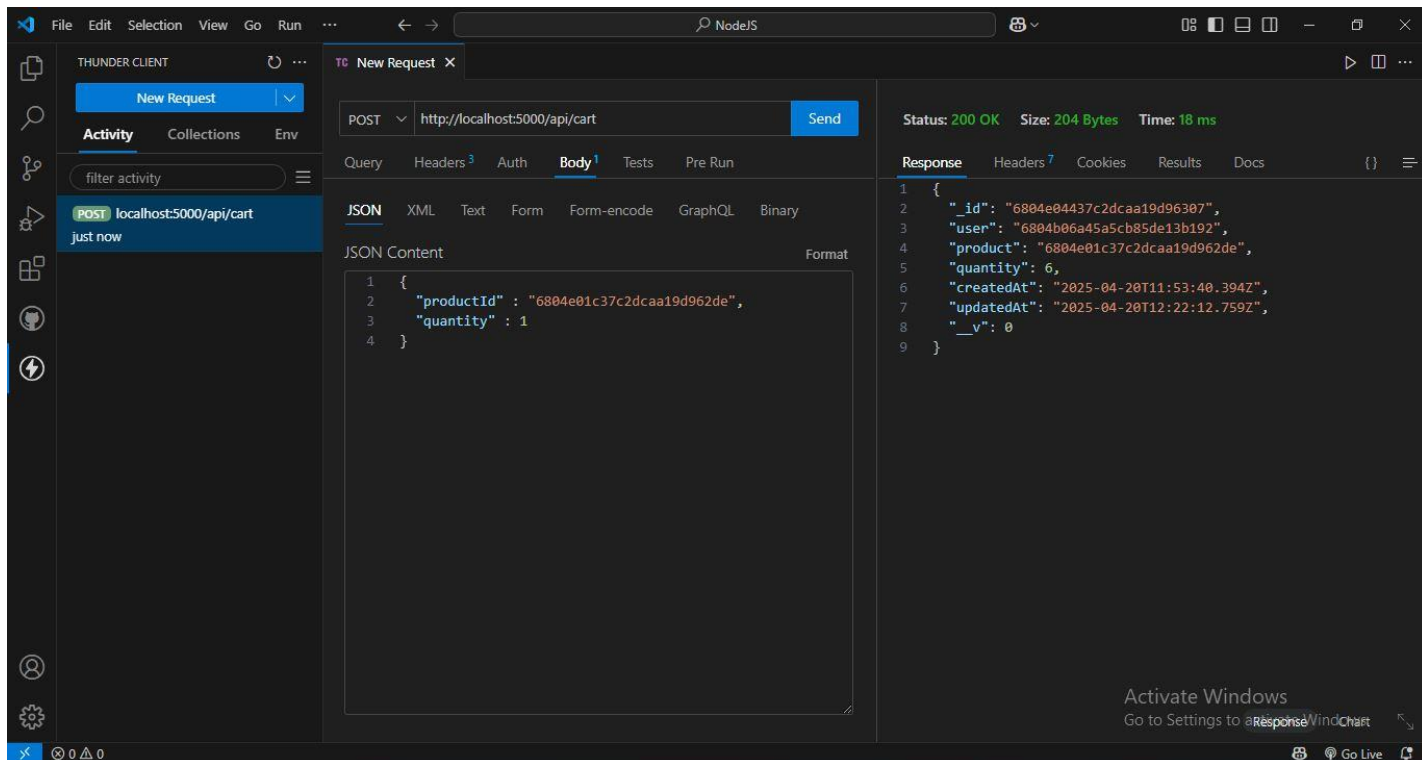 File Edit Selection View Go Run ··· ← → NodeJS
THUNDER CLIENT
New Request
Activity Collections Env
filter activity
POST localhost:5000/api/cart
just now
TC New Request
POST http://localhost:5000/api/cart Send
Query Headers 3 Auth Body 1 Tests Pre Run
JSON XML Text Form Form-encode GraphQL Binary
JSON Content Format
1 {
2 "productId" : "6804e01c37c2dcaa19d962de",
3 "quantity" : 1
4 }
Status: 200 OK Size: 204 Bytes Time: 18 ms
Response Headers 7 Cookies Results Docs {}
1 {
2 "_id": "6804e04437c2dcaa19d96307",
3 "user": "6804b06a45a5cb85de13b192",
4 "product": "6804e01c37c2dcaa19d962de",
5 "quantity": 6,
6 "createdAt": "2025-04-20T11:53:40.394Z",
7 "updatedAt": "2025-04-20T12:22:12.759Z",
8 "__v": 0
9 }
Activate Windows
Go to Settings to activate Windows.
Response Chart
0 0 Go Live